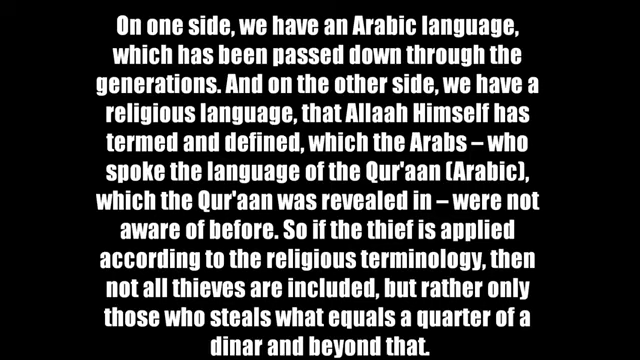 On one side, we have an Arabic language,
which has been passed down through the
generations. And on the other side, we have a
religious language, that Allaah Himself has
termed and defined, which the Arabs – who
spoke the language of the Qur'aan (Arabic),
which the Qur'aan was revealed in – were not
aware of before. So if the thief is applied
according to the religious terminology, then
not all thieves are included, but rather only
those who steals what equals a quarter of a
dinar and beyond that.